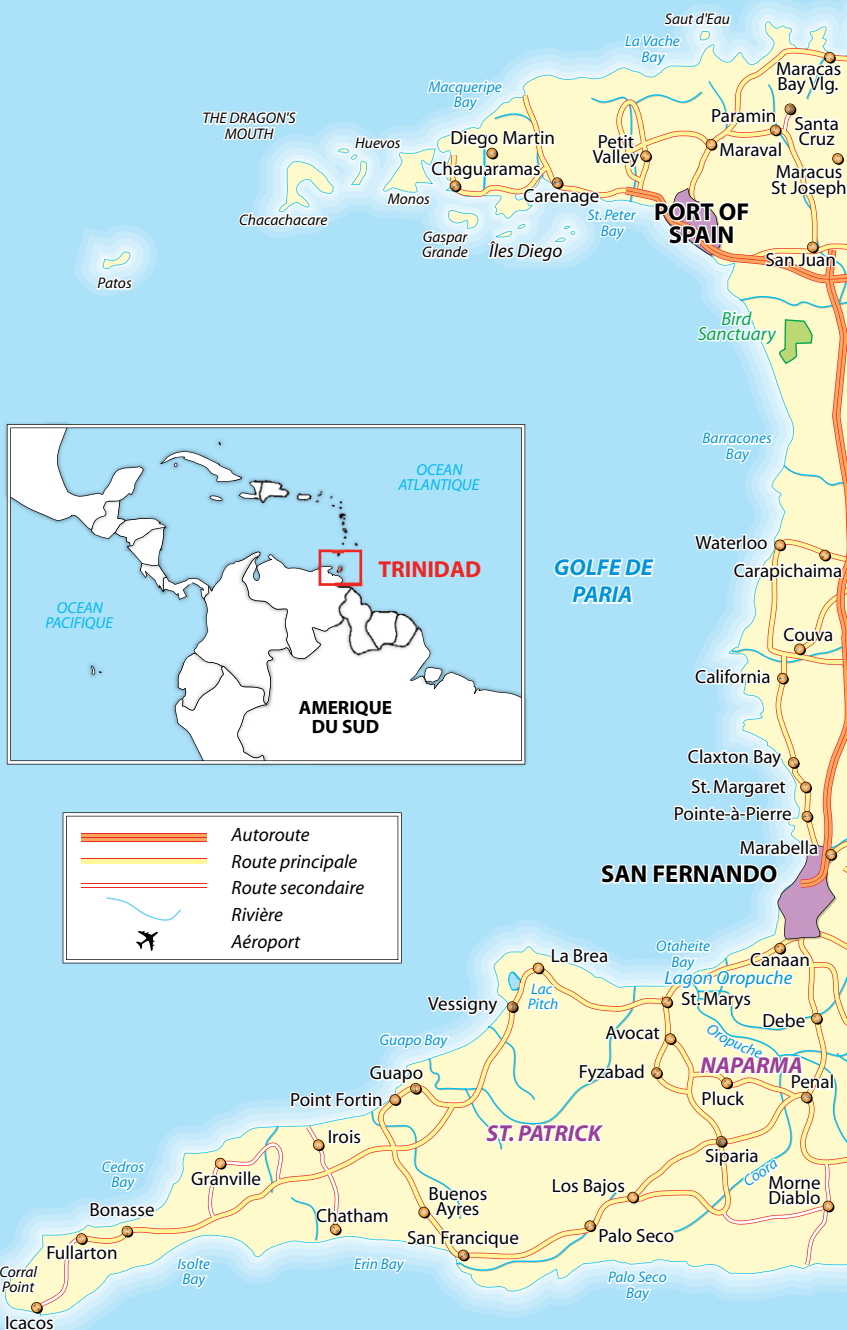 Saut d'Eau
La Vache
Bay
Maracas
Bay Vlg.
Macqueripe
Bay
THE DRAGON'S
MOUTH
Huevos
Diego Martin
Petit
Valley
Paramin
Santa
Cruz
Maraval
Chaguaramas
Maracus
St Joseph
Monos
Carenage
Chacachacare
St. Peter
Bay
PORT OF
SPAIN
Gaspar
Grande
Îles Diego
San Juan
Patos
Bird
Sanctuary
Barracones
Bay
OCEAN
ATLANTIQUE
TRINIDAD
OCEAN
PACIFIQUE
AMERIQUE
DU SUD
GOLFE DE
PARIA
Waterloo
Carapichaima
Couva
California
Claxton Bay
St. Margaret
Pointe-à-Pierre
Marabella
SAN FERNANDO
Autoroute
Route principale
Route secondaire
Rivière
Aéroport
Otaheite
Bay
Canaan
La Brea
Lagon Oropuche
Lac
Pitch
Vessigny
St. Marys
Debe
Avocat
Oropuche
Guapo Bay
NAPARMA
Guapo
Fyzabad
Penal
Pluck
Point Fortin
ST. PATRICK
Irois
Siparia
Cedros
Bay
Granville
Coora
Los Bajos
Morne
Diablo
Buenos
Ayres
Bonasse
Chatham
Palo Seco
San Francique
Fullarton
Isolte
Bay
Erin Bay
Corral
Point
Palo Seco
Bay
Icacos